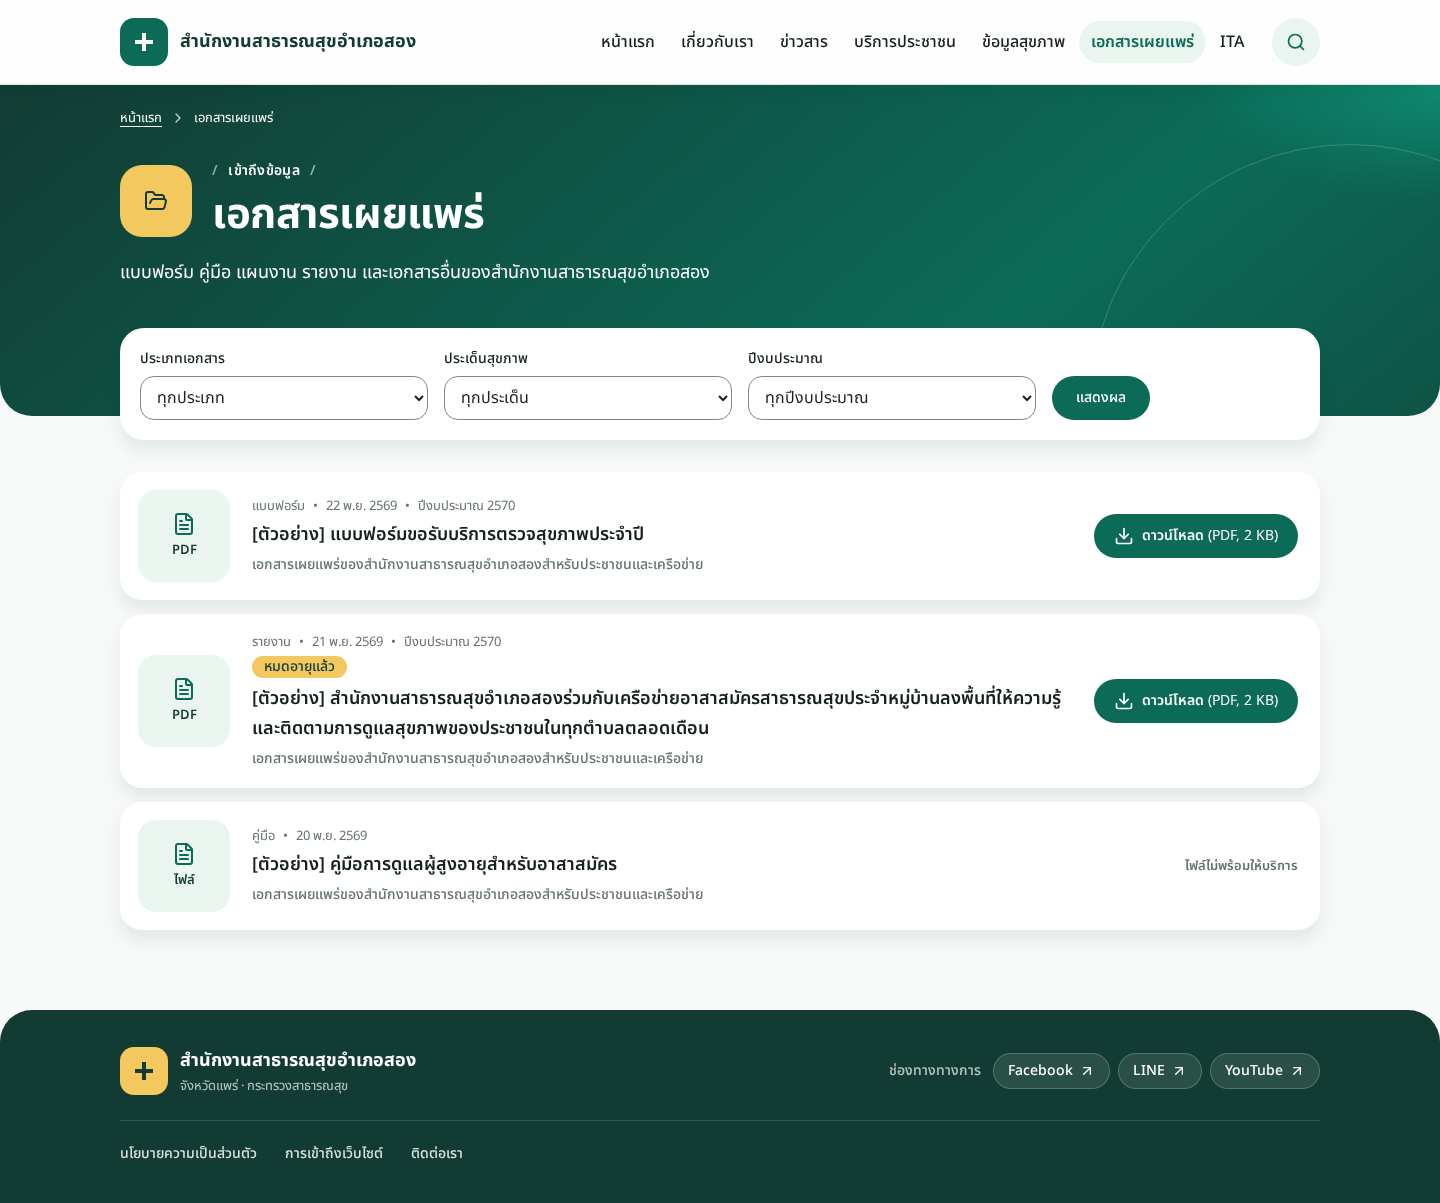 สำนักงานสาธารณสุขอำเภอสอง
หน้าแรก เกี่ยวกับเรา ข่าวสาร บริการประชาชน ข้อมูลสุขภาพ เอกสารเผยแพร่ ITA
หน้าแรก เอกสารเผยแพร่
/ เข้าถึงข้อมูล /
เอกสารเผยแพร่
แบบฟอร์ม คู่มือ แผนงาน รายงาน และเอกสารอื่นของสำนักงานสาธารณสุขอำเภอสอง
ประเภทเอกสาร ประเด็นสุขภาพ ปีงบประมาณ
ทุกประเภท ทุกประเด็น ทุกปีงบประมาณ แสดงผล
แบบฟอร์ม • 22 พ.ย. 2569 • ปีงบประมาณ 2570
[ตัวอย่าง] แบบฟอร์มขอรับบริการตรวจสุขภาพประจำปี
เอกสารเผยแพร่ของสำนักงานสาธารณสุขอำเภอสองสำหรับประชาชนและเครือข่าย
PDF
ดาวน์โหลด (PDF, 2 KB)
รายงาน • 21 พ.ย. 2569 • ปีงบประมาณ 2570
หมดอายุแล้ว
[ตัวอย่าง] สำนักงานสาธารณสุขอำเภอสองร่วมกับเครือข่ายอาสาสมัครสาธารณสุขประจำหมู่บ้านลงพื้นที่ให้ความรู้
และติดตามการดูแลสุขภาพของประชาชนในทุกตำบลตลอดเดือน
เอกสารเผยแพร่ของสำนักงานสาธารณสุขอำเภอสองสำหรับประชาชนและเครือข่าย
PDF
ดาวน์โหลด (PDF, 2 KB)
คู่มือ • 20 พ.ย. 2569
[ตัวอย่าง] คู่มือการดูแลผู้สูงอายุสำหรับอาสาสมัคร
เอกสารเผยแพร่ของสำนักงานสาธารณสุขอำเภอสองสำหรับประชาชนและเครือข่าย
ไฟล์
ไฟล์ไม่พร้อมให้บริการ
สำนักงานสาธารณสุขอำเภอสอง
จังหวัดแพร่ · กระทรวงสาธารณสุข
ช่องทางทางการ Facebook LINE YouTube
นโยบายความเป็นส่วนตัว การเข้าถึงเว็บไซต์ ติดต่อเรา